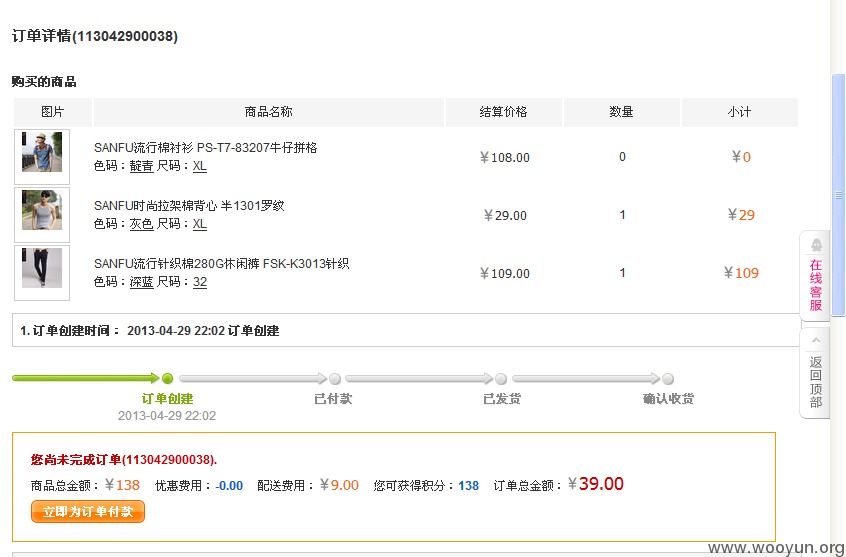 订单详情(113042900038)
购买的商品
图片 商品名称 结算价格 数量 小计
SANFU流行棉衬衫 PS-T7-83207牛仔拼格
色码：靛青 尺码：XL
￥108.00 0 ￥0
SANFU时尚拉架棉背心 半1301罗纹
色码：灰色 尺码：XL
￥29.00 1 ￥29
SANFU流行针织棉280G休闲裤 FSK-K3013针织
色码：深蓝 尺码：32
￥109.00 1 ￥109
在线客服
1. 订单创建时间： 2013-04-29 22:02 订单创建
返回顶部
订单创建 已付款 已发货 确认收货
2013-04-29 22:02
您尚未完成订单(113042900038).
商品总金额：￥138 优惠费用：-0.00 配送费用：￥9.00 您可获得积分：138 订单总金额：￥39.00
立即为订单付款
www.wooyun.org